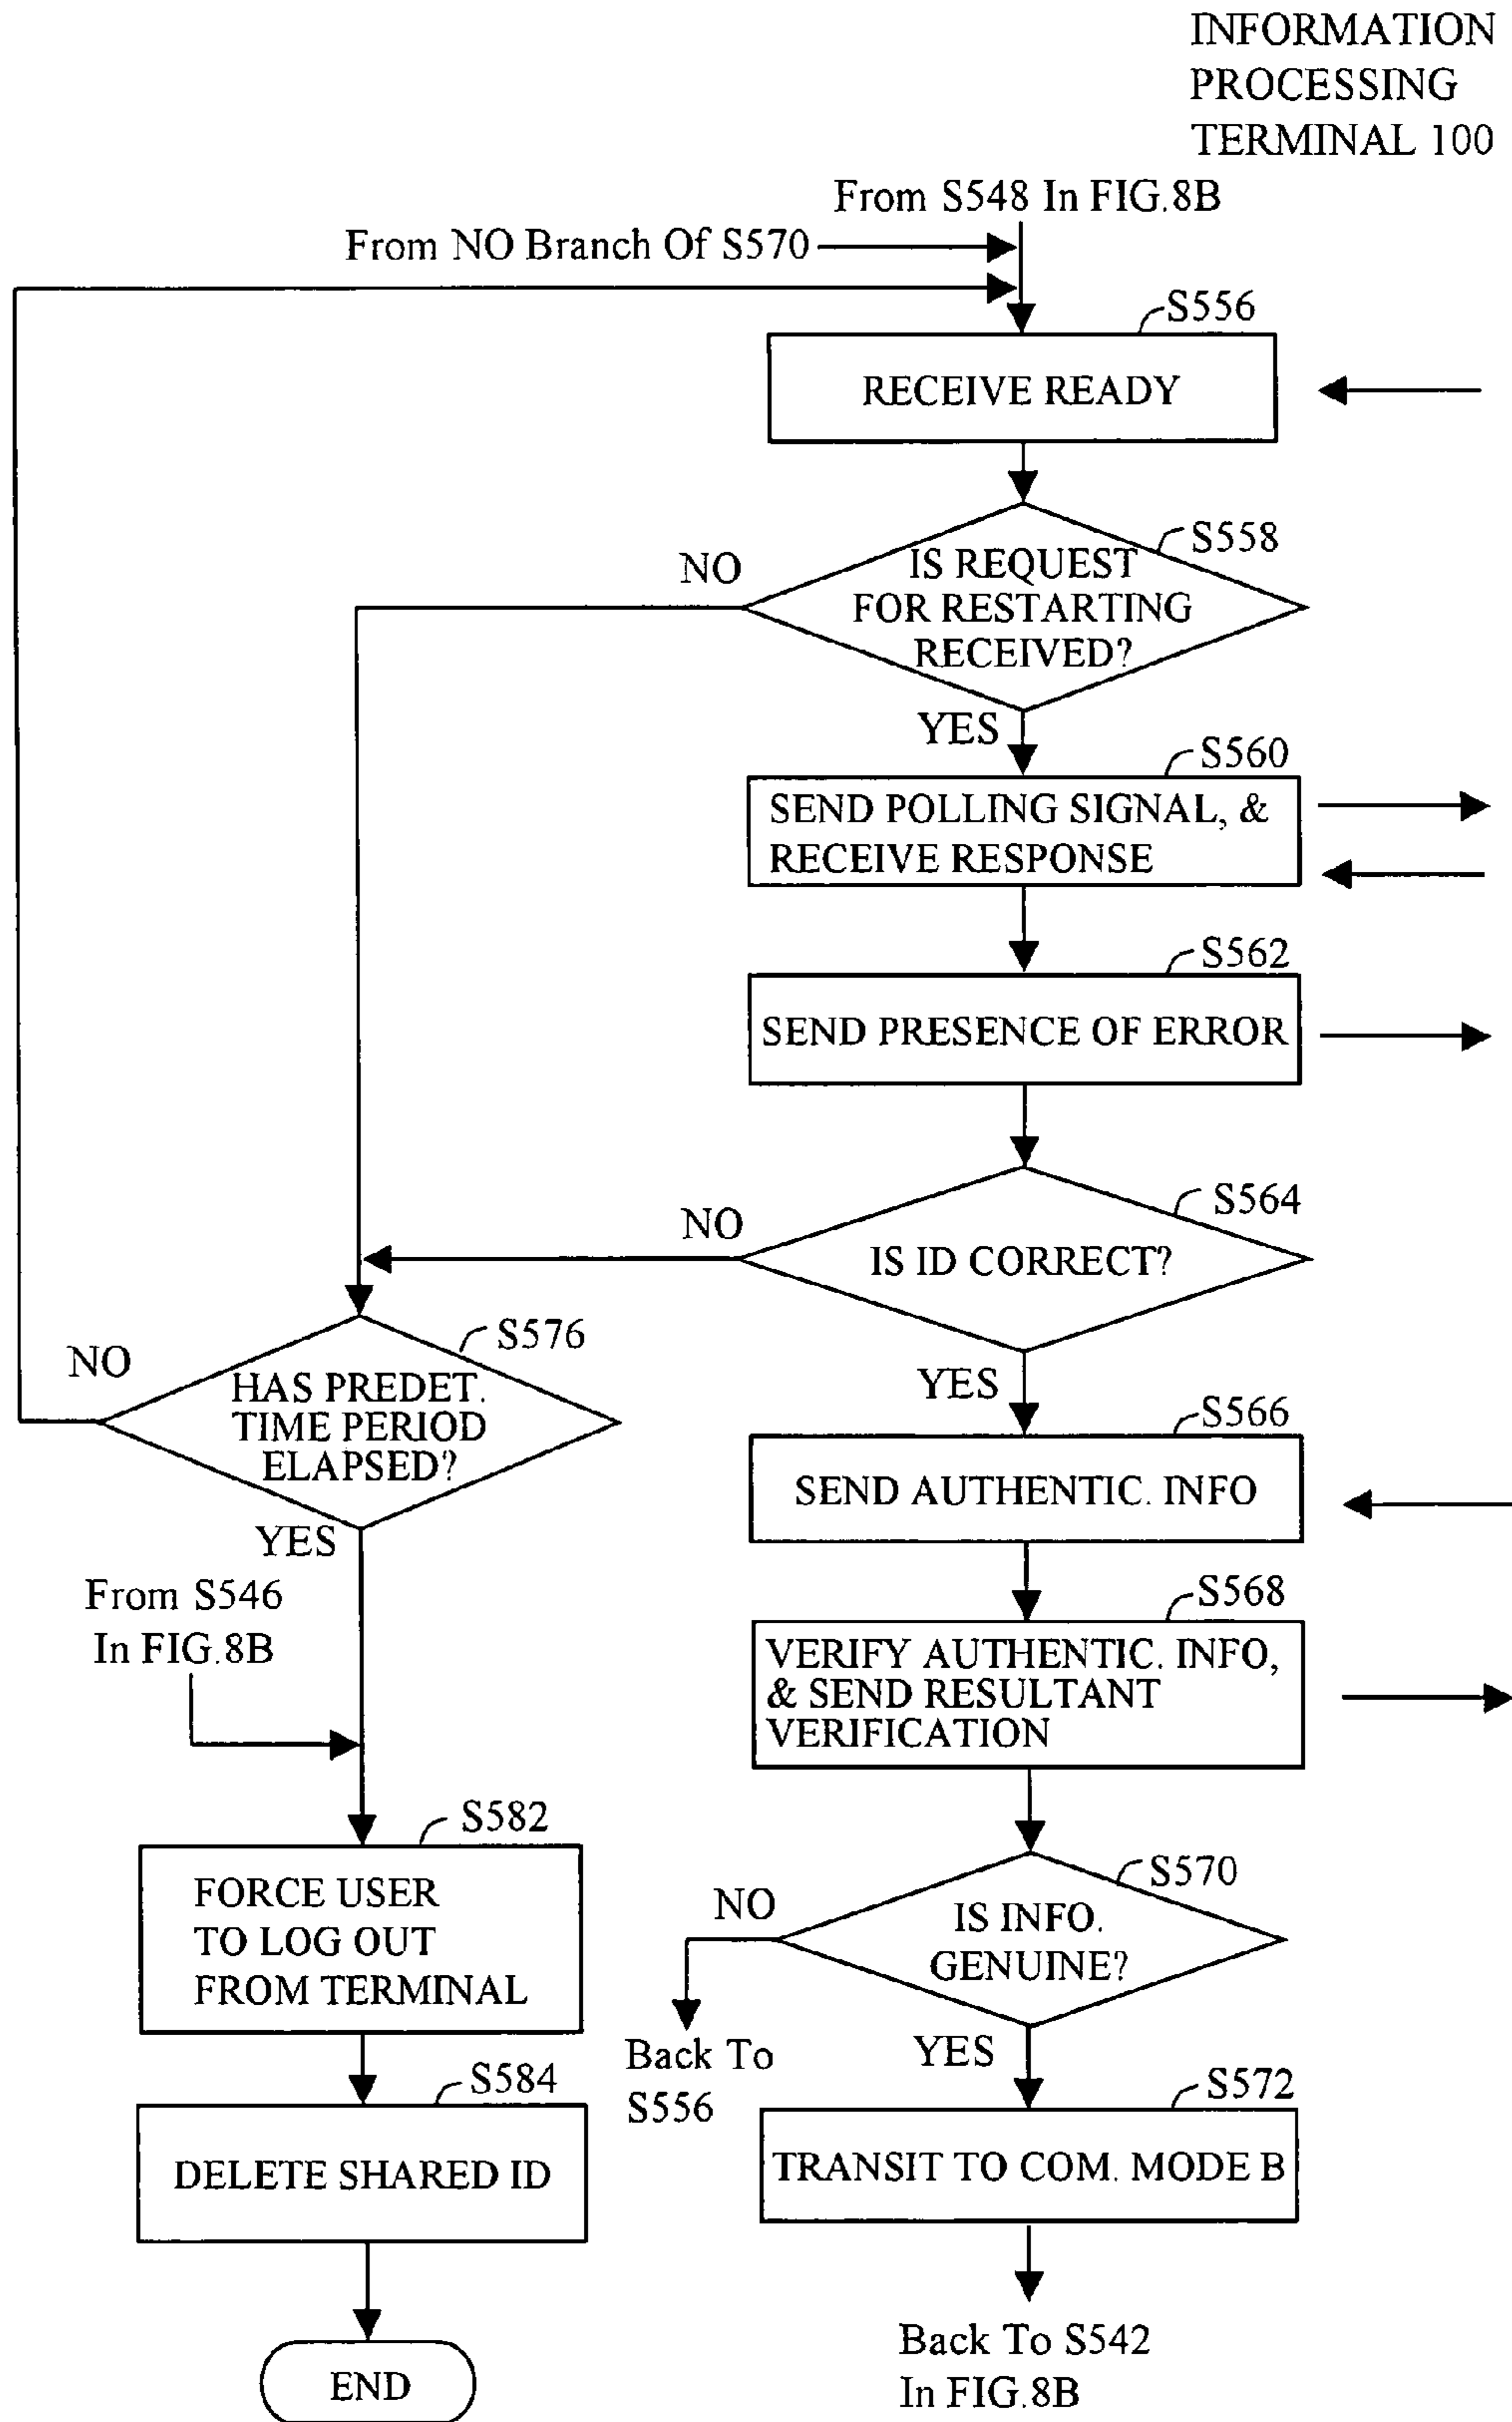 INFORMATION
PROCESSING
TERMINAL 100
From S548 In FIG.8B
From NO Branch Of S570
S556
RECEIVE READY
S558
NO
IS REQUEST
FOR RESTARTING
RECEIVED?
YES
S560
SEND POLLING SIGNAL, &
RECEIVE RESPONSE
S562
SEND PRESENCE OF ERROR
S564
NO
IS ID CORRECT?
S576
NO
HAS PREDET.
TIME PERIOD
ELAPSED?
YES
YES
S566
SEND AUTHENTIC. INFO
From S546
In FIG.8B
S568
VERIFY AUTHENTIC. INFO,
& SEND RESULTANT
VERIFICATION
S582
FORCE USER
TO LOG OUT
FROM TERMINAL
S570
NO
IS INFO.
GENUINE?
Back To
S556
YES
S584
DELETE SHARED ID
S572
TRANSIT TO COM. MODE B
END
Back To S542
In FIG.8B